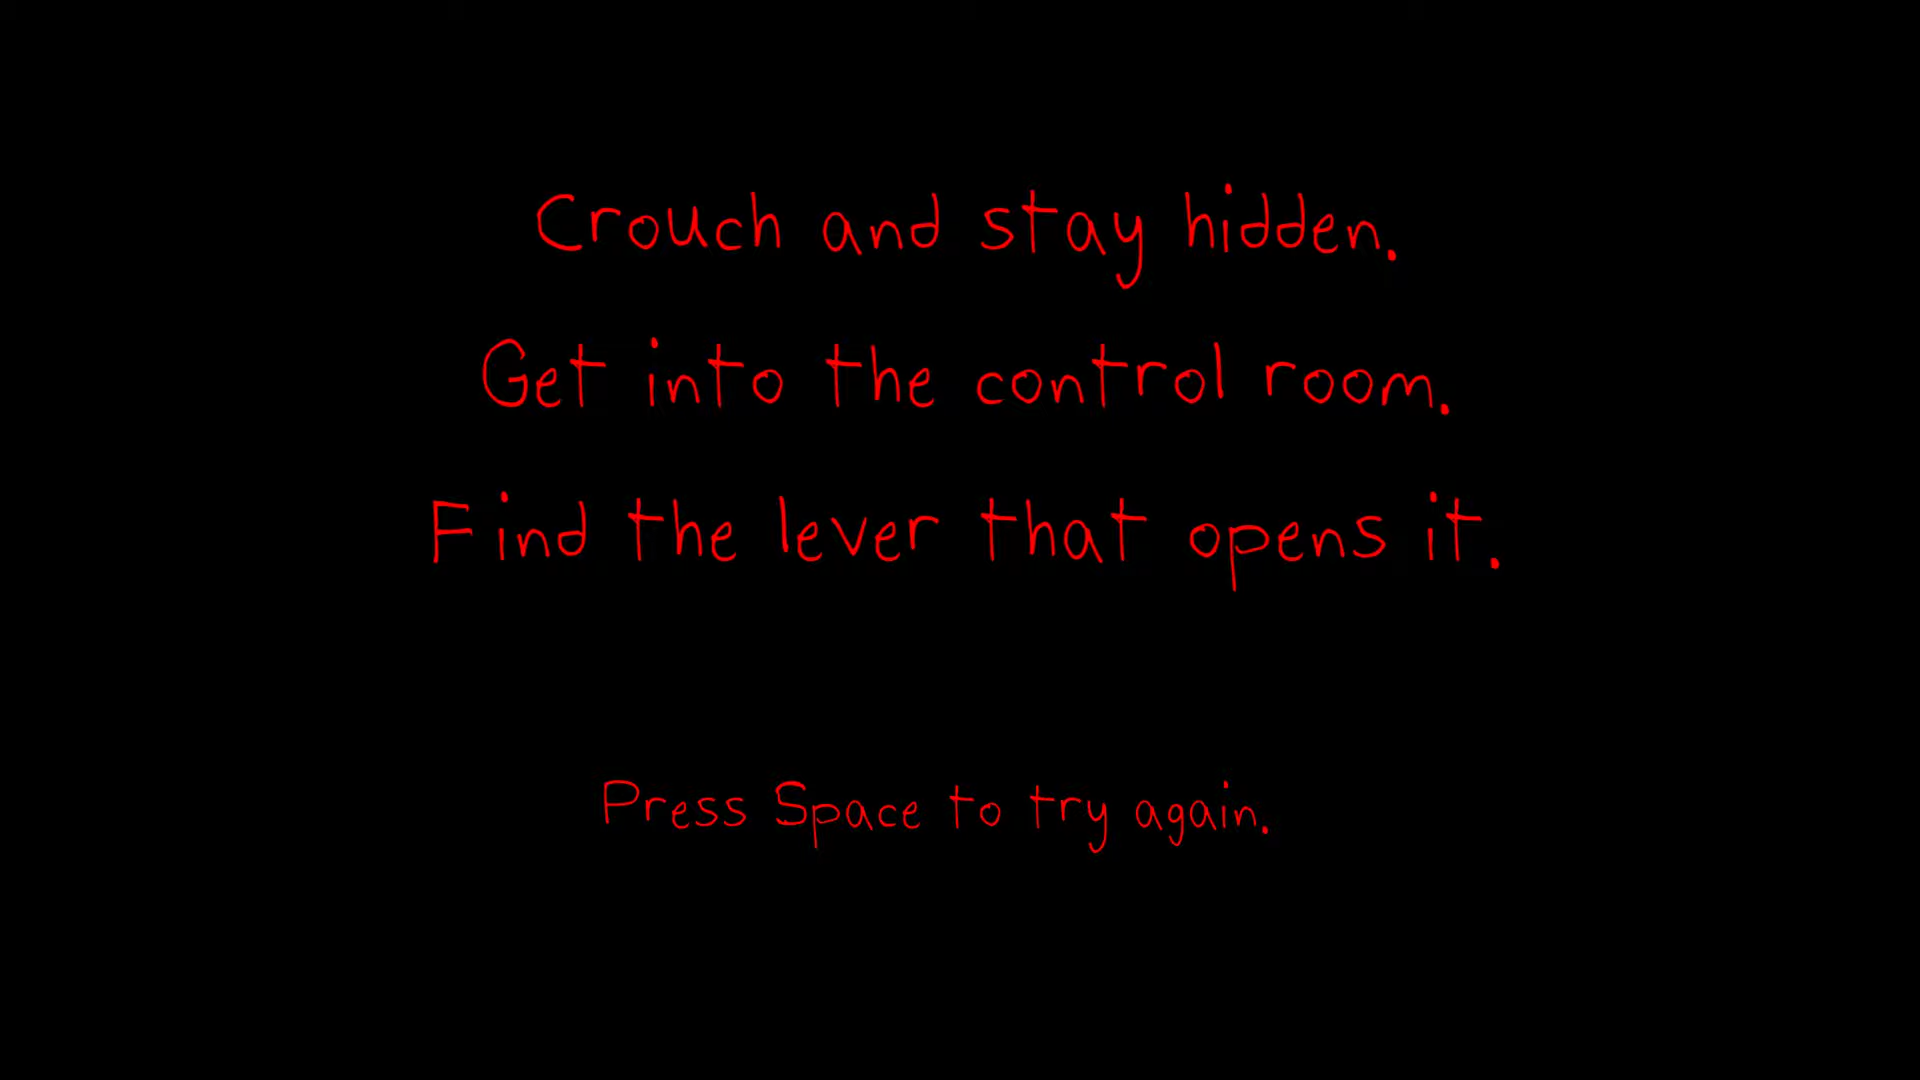 Crouch and stay hidden.
Get into the control room.
Find the lever that opens it.
Press Space to try again.